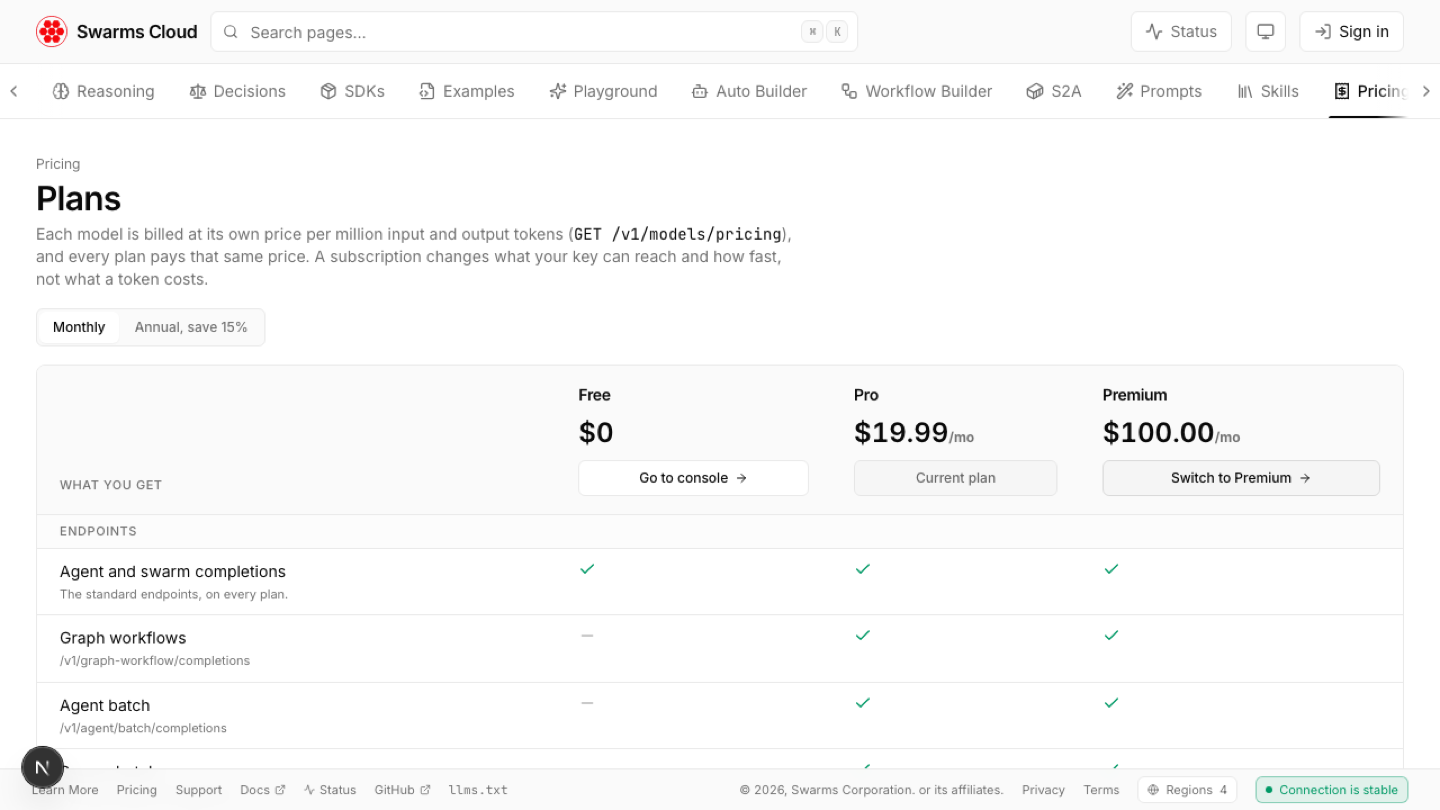 Swarms Cloud
Search pages...
⌘ K
Status
Sign in
Reasoning
Decisions
SDKs
Examples
Playground
Auto Builder
Workflow Builder
S2A
Prompts
Skills
Pricing
Pricing
Plans
Each model is billed at its own price per million input and output tokens (GET /v1/models/pricing),
and every plan pays that same price. A subscription changes what your key can reach and how fast,
not what a token costs.
Monthly
Annual, save 15%
WHAT YOU GET
Free
$0
Go to console →
Pro
$19.99/mo
Current plan
Premium
$100.00/mo
Switch to Premium →
ENDPOINTS
Agent and swarm completions
The standard endpoints, on every plan.
Graph workflows
/v1/graph-workflow/completions
Agent batch
/v1/agent/batch/completions
N
Learn More
Pricing
Support
Docs
Status
GitHub
llms.txt
© 2026, Swarms Corporation. or its affiliates.
Privacy
Terms
Regions 4
Connection is stable